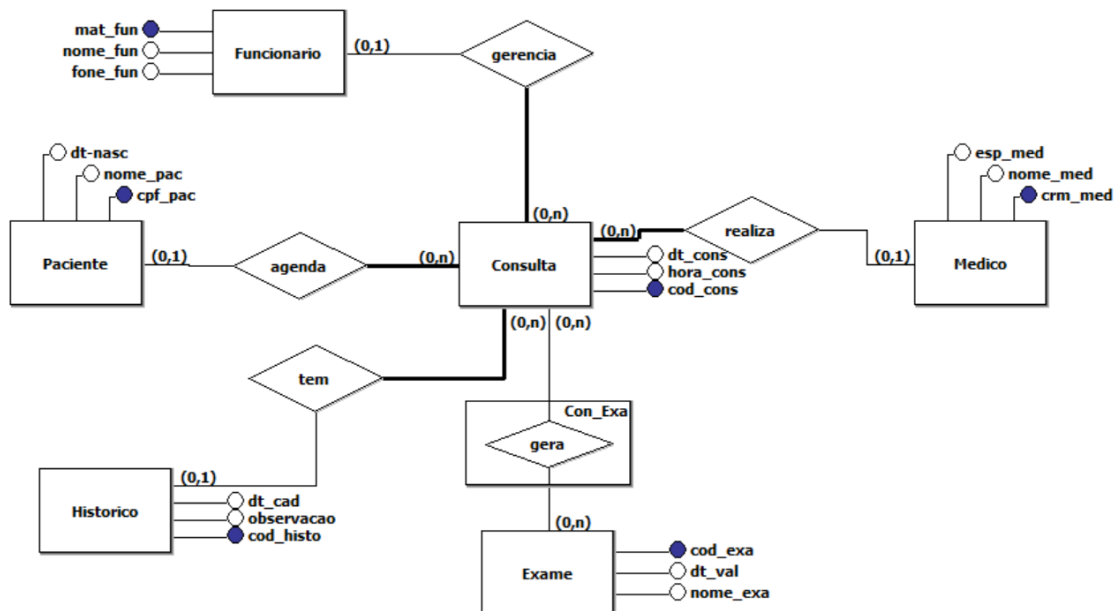 mat_fun
nome_fun
fone_fun
Funcionario
(0,1)
gerencia
dt-nasc
nome_pac
cpf_pac
Paciente
(0,1)
agenda
(0,n)
(0,n)
Consulta
(0,n)
dt_cons
hora_cons
cod_cons
realiza
esp_med
nome_med
crm_med
(0,1)
Medico
(0,n)
(0,n)
tem
Con_Exa
gera
(0,1)
Historico
dt_cad
observacao
cod_histo
(0,n)
Exame
cod_exa
dt_val
nome_exa